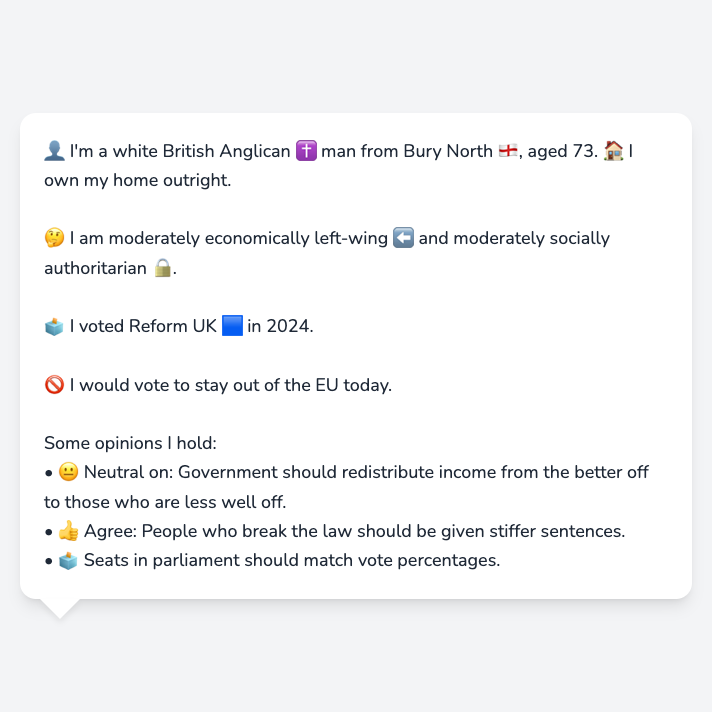 👤 I'm a white British Anglican ✝️ man from Bury North 🏴󠁧󠁢󠁥󠁮󠁧󠁿, aged 73. 🏠 I
own my home outright.
🤔 I am moderately economically left-wing ⬅️ and moderately socially
authoritarian 🔒.
🗳️ I voted Reform UK 🟦 in 2024.
🚫 I would vote to stay out of the EU today.
Some opinions I hold:
• 😐 Neutral on: Government should redistribute income from the better off
to those who are less well off.
• 👍 Agree: People who break the law should be given stiffer sentences.
• 🗳️ Seats in parliament should match vote percentages.